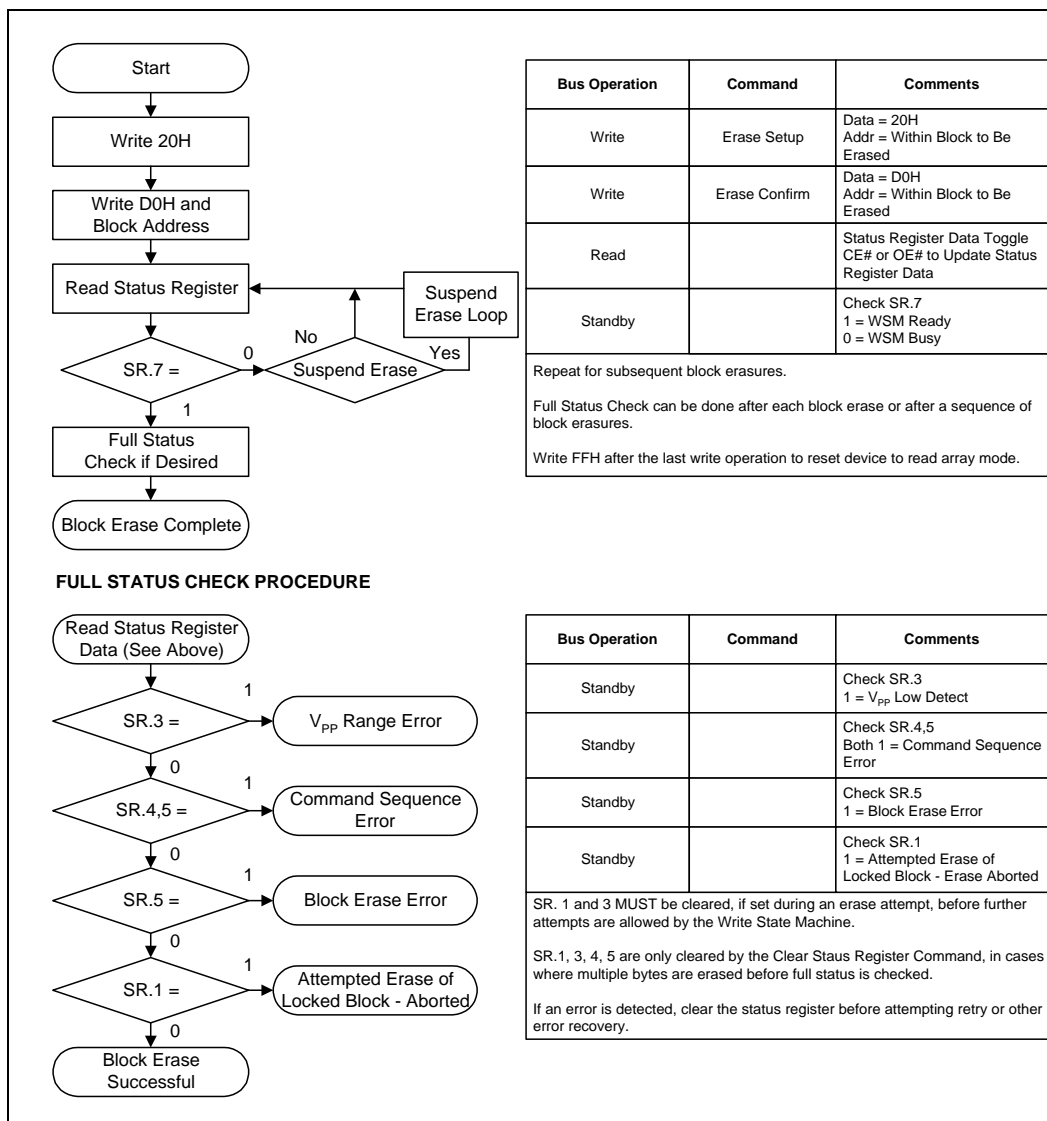 Start
Write 20H
Write D0H and
Block Address
Read Status Register
SR.7 =
0
1
No
Suspend Erase
Yes
Suspend
Erase Loop
Full Status
Check if Desired
Block Erase Complete
Bus Operation Command Comments
Write Erase Setup Data = 20H
Addr = Within Block to Be
Erased
Write Erase Confirm Data = D0H
Addr = Within Block to Be
Erased
Read Status Register Data Toggle
CE# or OE# to Update Status
Register Data
Standby Check SR.7
1 = WSM Ready
0 = WSM Busy
Repeat for subsequent block erasures.
Full Status Check can be done after each block erase or after a sequence of
block erasures.
Write FFH after the last write operation to reset device to read array mode.
FULL STATUS CHECK PROCEDURE
Read Status Register
Data (See Above)
SR.3 =
1
VPP Range Error
0
SR.4,5 =
1
Command Sequence
Error
0
SR.5 =
1
Block Erase Error
0
SR.1 =
1
Attempted Erase of
Locked Block - Aborted
0
Block Erase
Successful
Bus Operation Command Comments
Standby Check SR.3
1 = VPP Low Detect
Standby Check SR.4,5
Both 1 = Command Sequence
Error
Standby Check SR.5
1 = Block Erase Error
Standby Check SR.1
1 = Attempted Erase of
Locked Block - Erase Aborted
SR. 1 and 3 MUST be cleared, if set during an erase attempt, before further
attempts are allowed by the Write State Machine.
SR.1, 3, 4, 5 are only cleared by the Clear Staus Register Command, in cases
where multiple bytes are erased before full status is checked.
If an error is detected, clear the status register before attempting retry or other
error recovery.